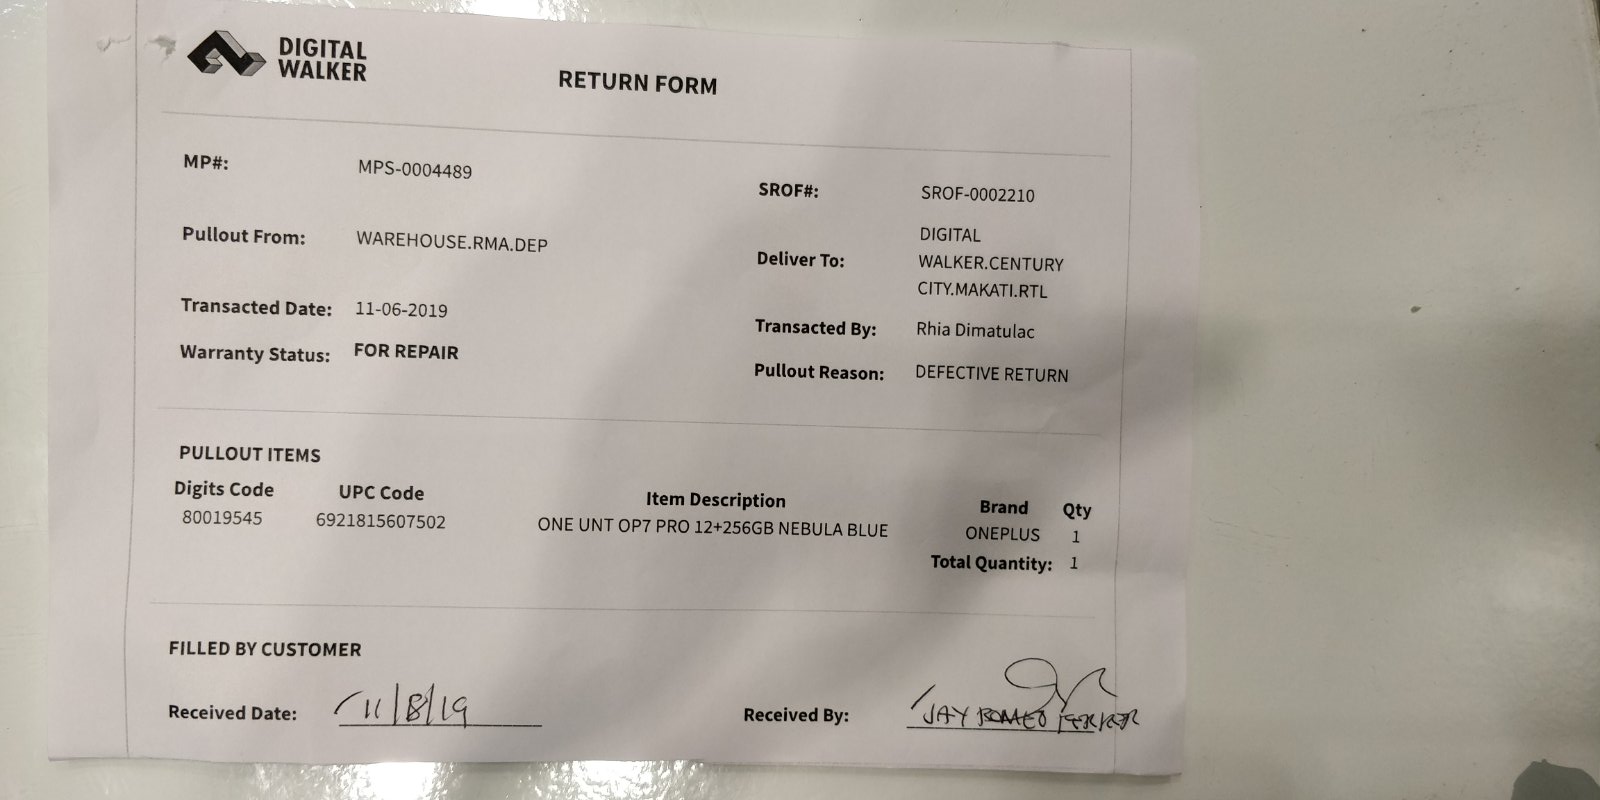 DIGITAL
WALKER
RETURN FORM
MP#: MPS-0004489
SROF#: SROF-0002210
Pullout From: WAREHOUSE.RMA.DEP
Deliver To: DIGITAL
WALKER.CENTURY
CITY.MAKATI.RTL
Transacted Date: 11-06-2019
Transacted By: Rhia Dimatulac
Warranty Status: FOR REPAIR
Pullout Reason: DEFECTIVE RETURN
PULLOUT ITEMS
Digits Code UPC Code Item Description Brand Qty
80019545 6921815607502 ONE UNT OP7 PRO 12+256GB NEBULA BLUE ONEPLUS 1
Total Quantity: 1
FILLED BY CUSTOMER
Received Date: 11/8/19
Received By: JAY ROMEO